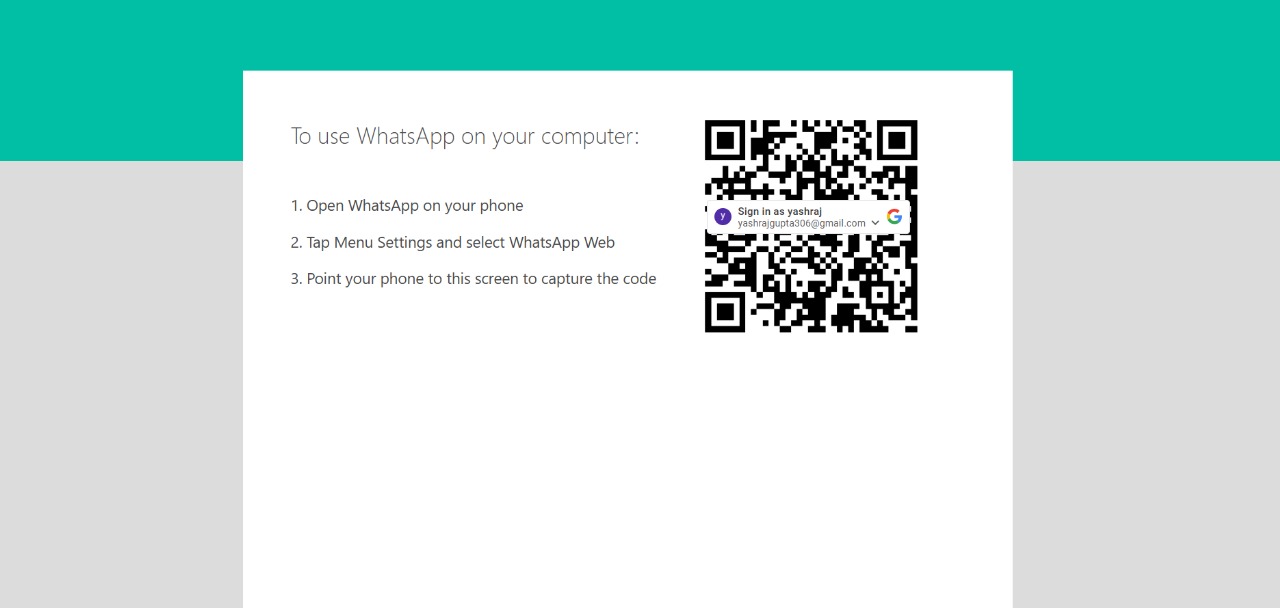 To use WhatsApp on your computer:
1. Open WhatsApp on your phone
2. Tap Menu Settings and select WhatsApp Web
3. Point your phone to this screen to capture the code
y
Sign in as yashraj
yashrajgupta306@gmail.com
G